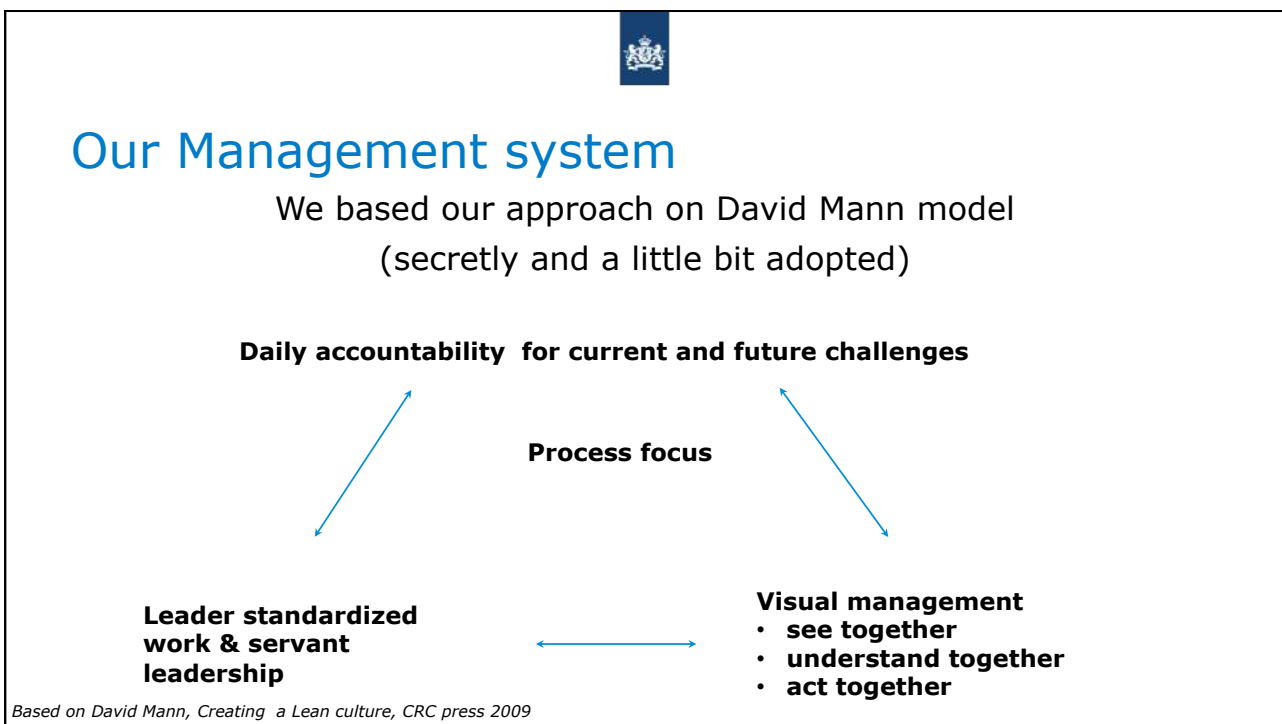 Our Management system
We based our approach on David Mann model
(secretly and a little bit adopted)
Daily accountability  for current and future challenges
Process focus
Leader standardized
work & servant
leadership
Visual management
• see together
• understand together
• act together
Based on David Mann, Creating  a Lean culture, CRC press 2009